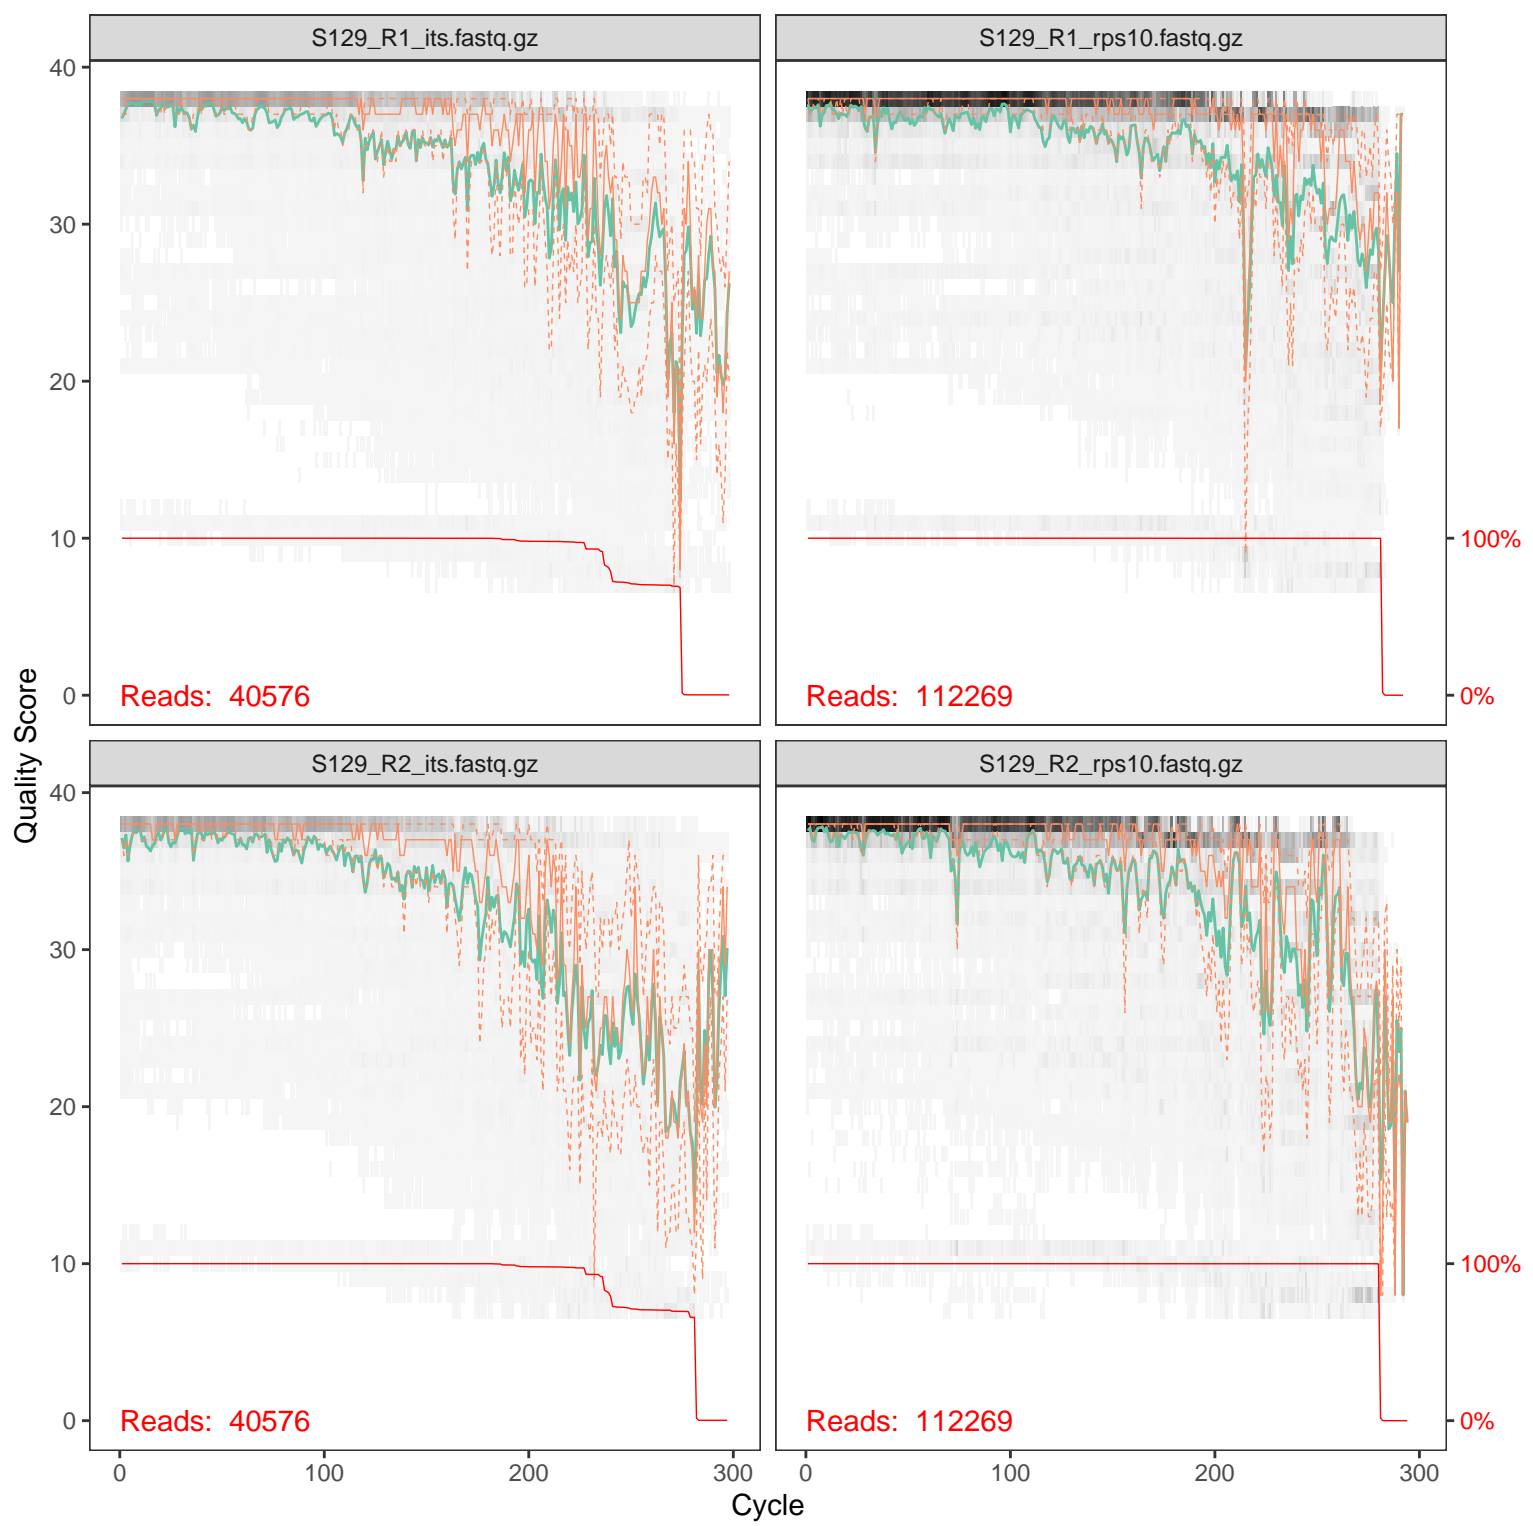 S129_R1_its.fastq.gz
S129_R1_rps10.fastq.gz
40
30
20
10
0
Reads: 40576
Reads: 112269
100%
0%
Quality Score
S129_R2_its.fastq.gz
S129_R2_rps10.fastq.gz
40
30
20
10
0
Reads: 40576
Reads: 112269
100%
0%
0 100 200 300
0 100 200 300
Cycle